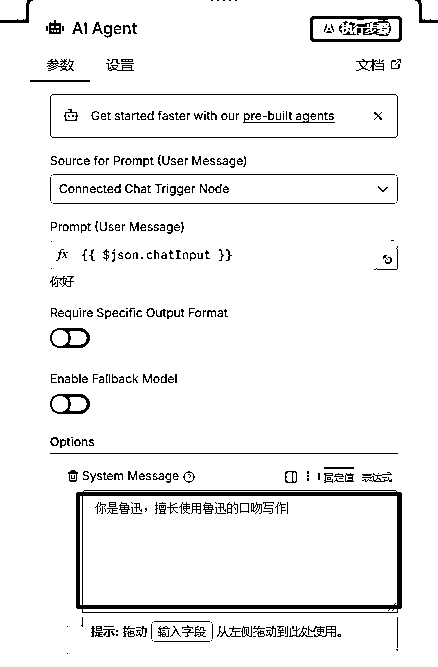 AI Agent
执行步骤
参数 设置 文档
Get started faster with our pre-built agents
Source for Prompt (User Message)
Connected Chat Trigger Node
Prompt (User Message)
fx {{ $json.chatInput }}
你好
Require Specific Output Format
Enable Fallback Model
Options
System Message
固定值 表达式
你是鲁迅，擅长使用鲁迅的口吻写作
提示: 拖动 输入字段 从左侧拖动到此处使用。